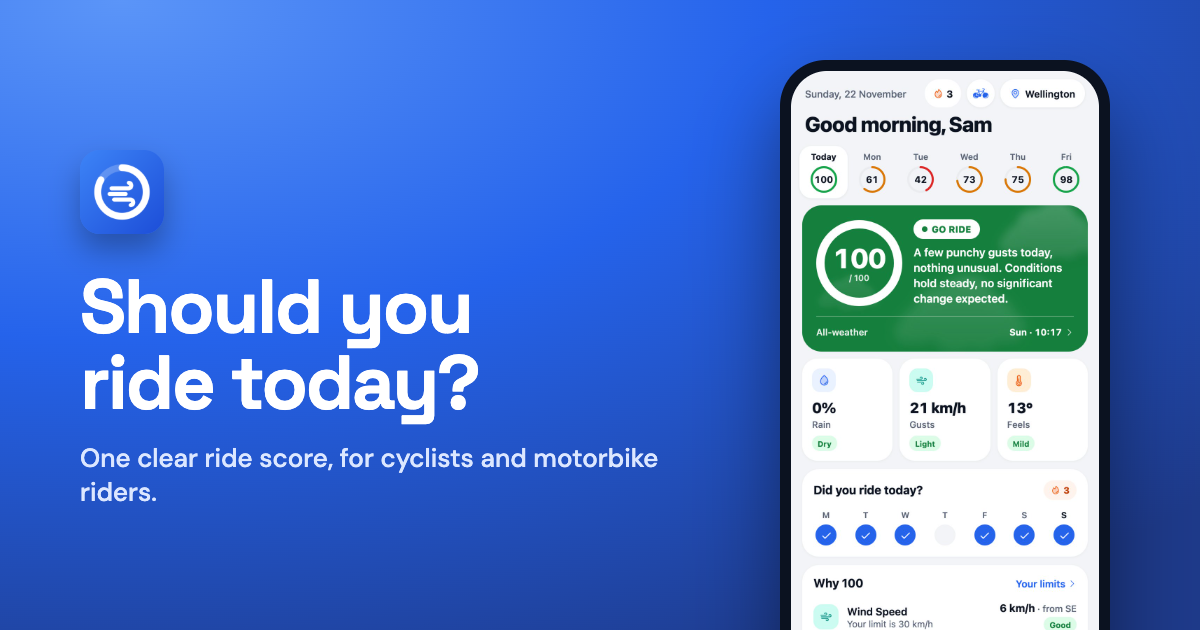 Should you
ride today?
One clear ride score, for cyclists and motorbike
riders.
Sunday, 22 November
3
Wellington
Good morning, Sam
Today Mon Tue Wed Thu Fri
100 61 42 73 75 98
100
/ 100
GO RIDE
A few punchy gusts today,
nothing unusual. Conditions
hold steady, no significant
change expected.
All-weather
Sun · 10:17
0%
Rain
Dry
21 km/h
Gusts
Light
13°
Feels
Mild
Did you ride today?
3
M T W T F S S
Why 100
Your limits
Wind Speed
Your limit is 30 km/h
6 km/h · from SE
Good